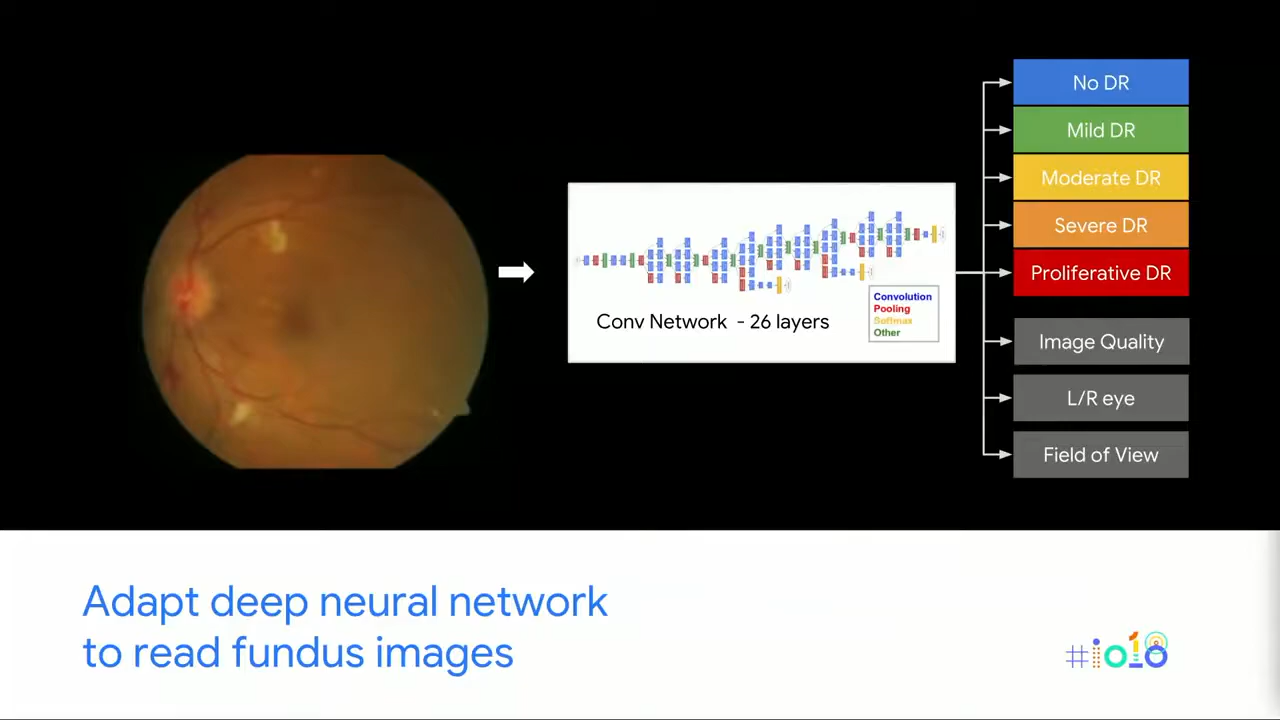 No DR
Mild DR
Moderate DR
Severe DR
Proliferative DR
Image Quality
L/R eye
Field of View
Conv Network - 26 layers
Convolution
Pooling
Softmax
Other
Adapt deep neural network
to read fundus images
#io18